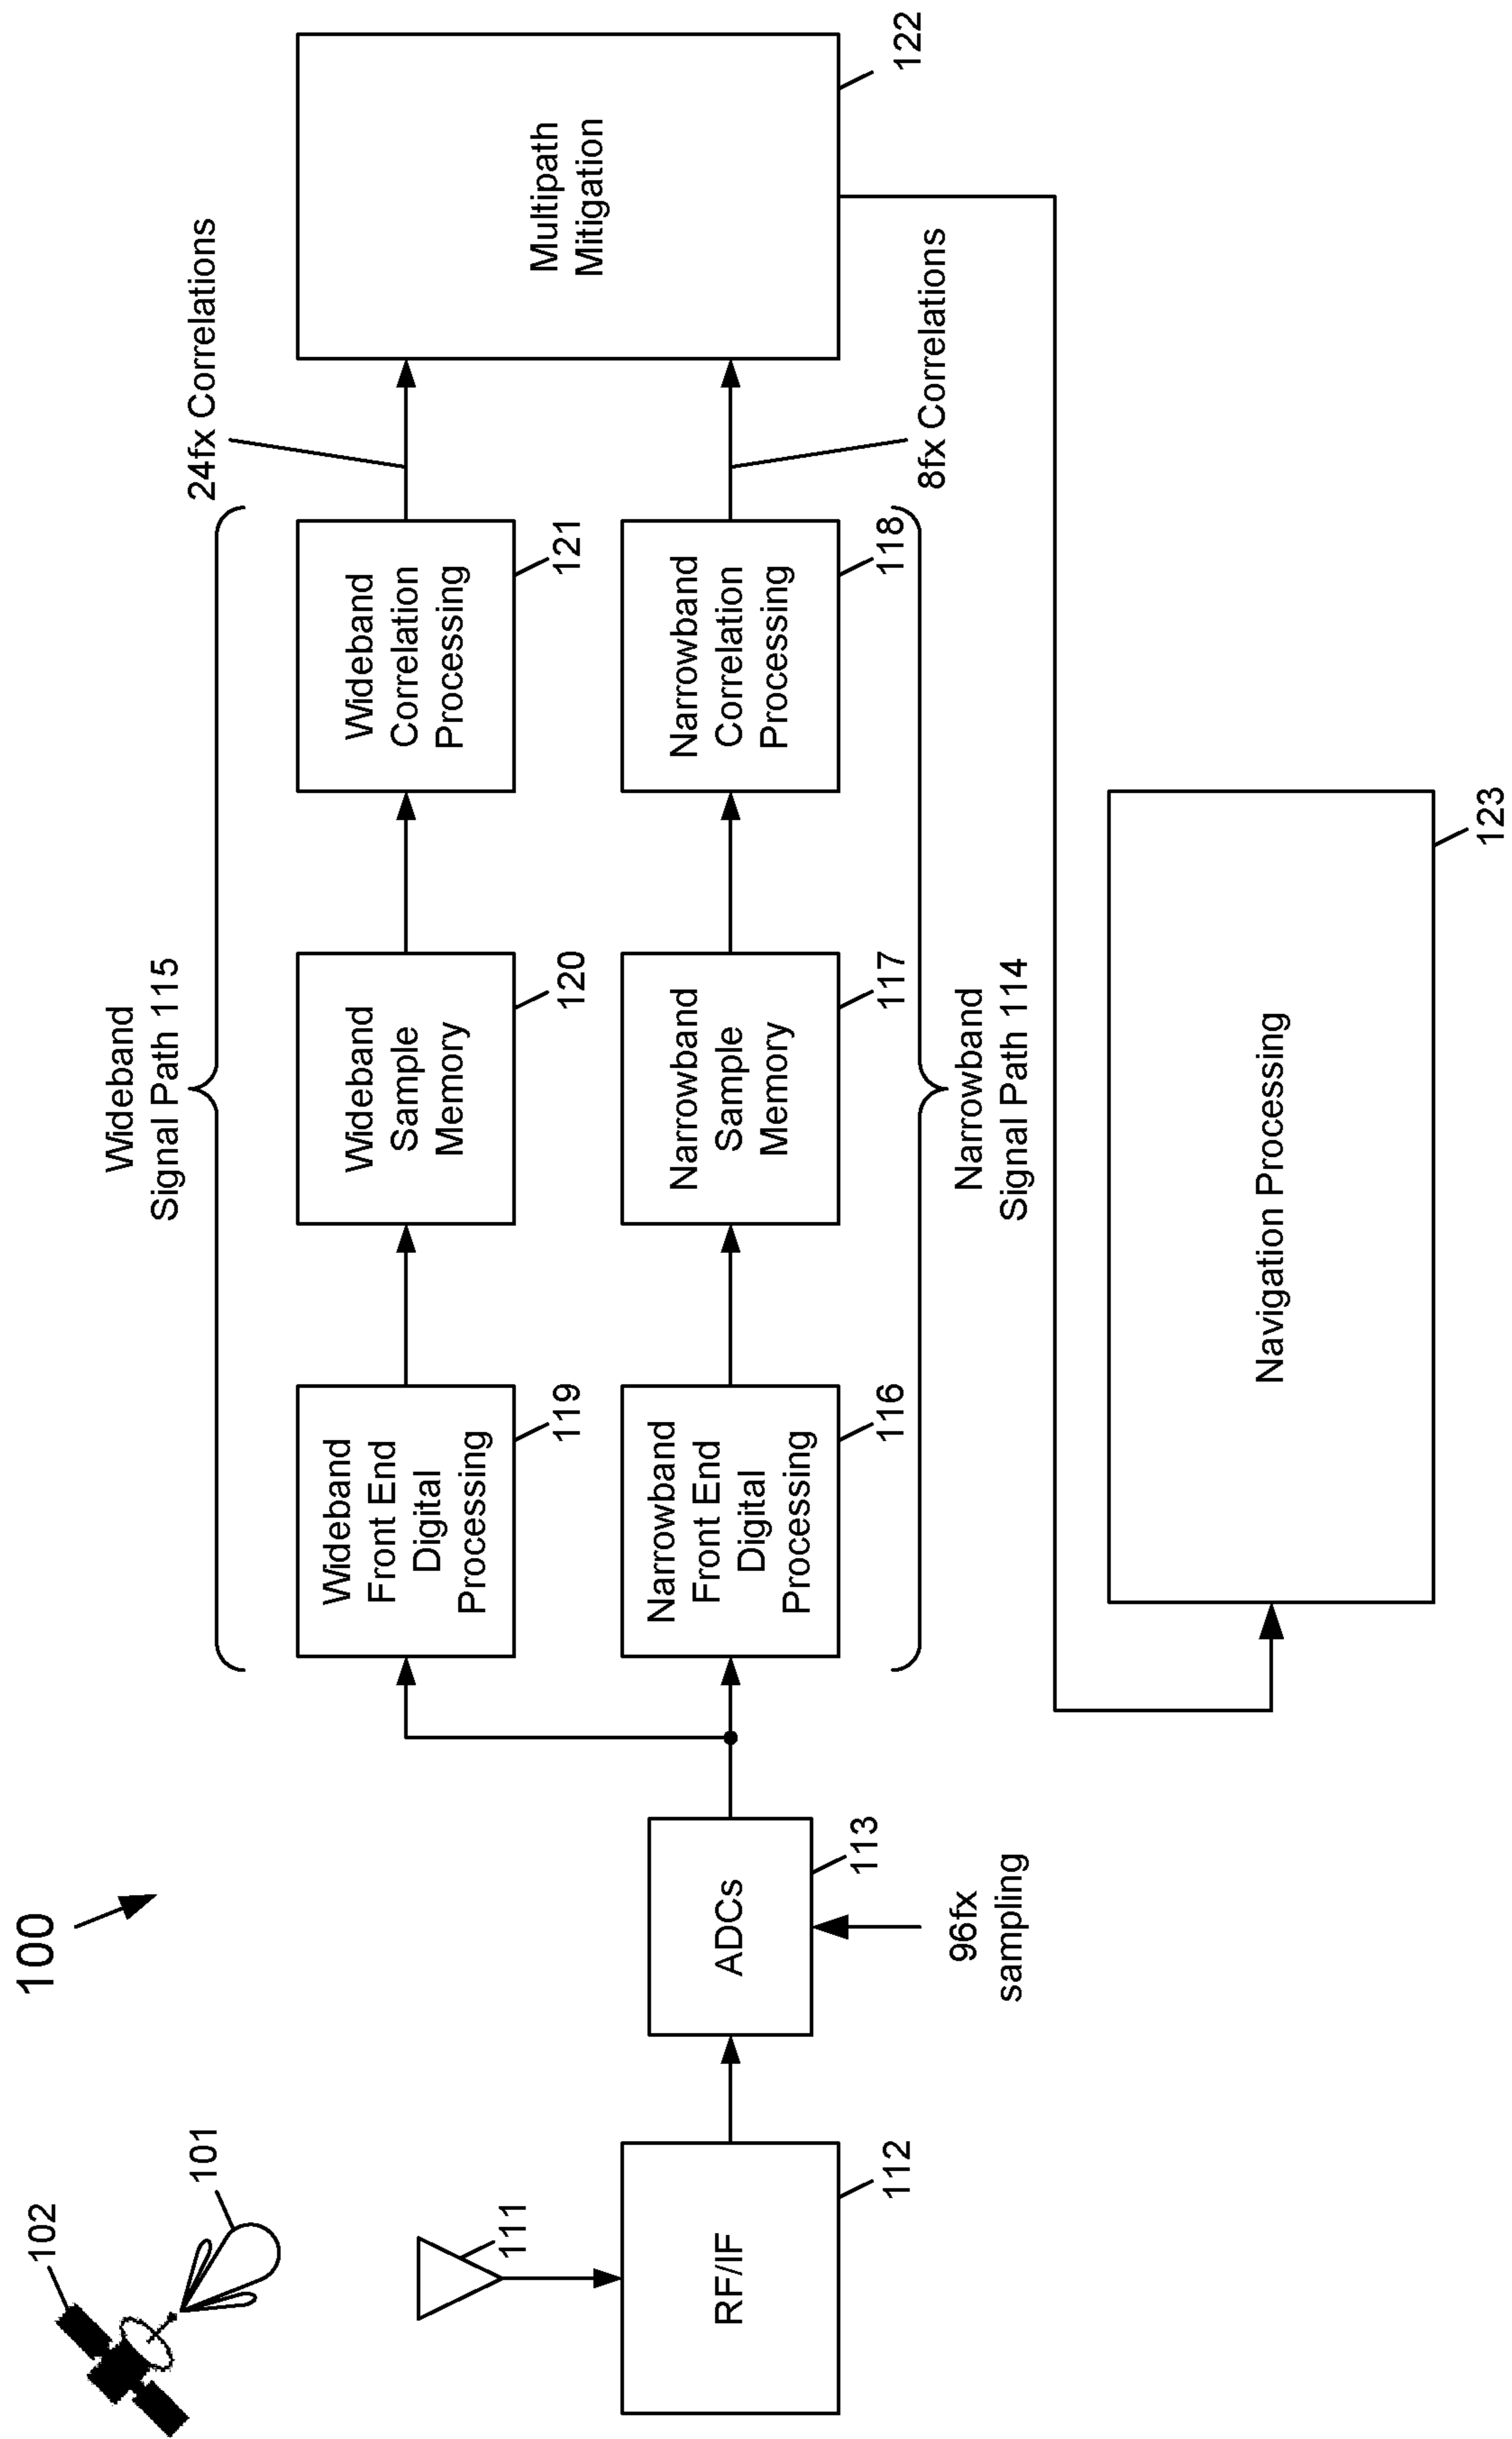 100
102
101
111
RF/IF
112
ADCs
113
96fx
sampling
Wideband
Signal Path 115
Wideband
Front End
Digital
Processing
119
Wideband
Sample
Memory
120
Wideband
Correlation
Processing
121
24fx Correlations
Narrowband
Front End
Digital
Processing
116
Narrowband
Sample
Memory
117
Narrowband
Correlation
Processing
118
8fx Correlations
Narrowband
Signal Path 114
Multipath
Mitigation
122
Navigation Processing
123